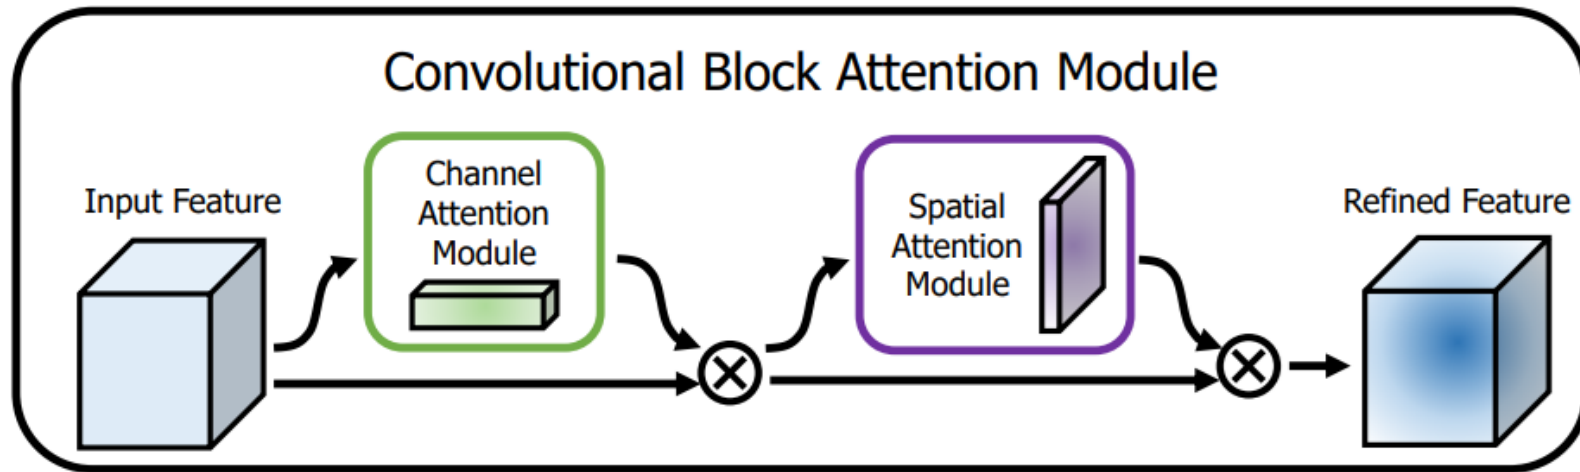 Convolutional Block Attention Module
Input Feature
Channel
Attention
Module
Spatial
Attention
Module
Refined Feature